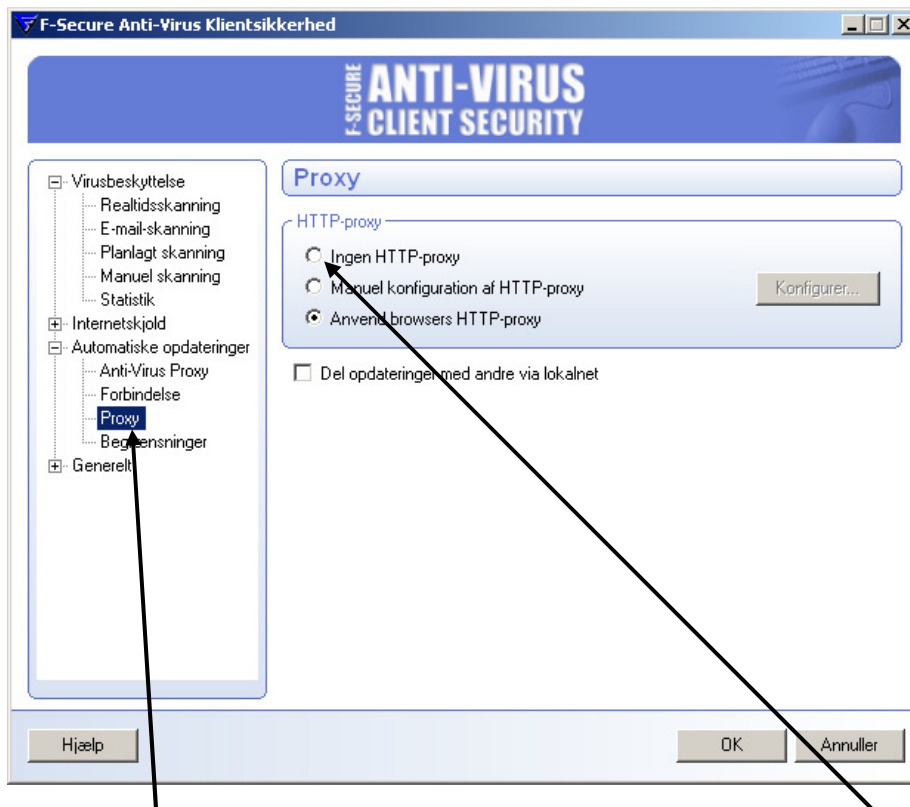 F-Secure Anti-Virus Klientsikkerhed
F-SECURE
ANTI-VIRUS
CLIENT SECURITY
Virusbeskyttelse
Realtidsskanning
E-mail-skanning
Planlagt skanning
Manuel skanning
Statistik
Internetskjold
Automatiske opdateringer
Anti-Virus Proxy
Forbindelse
Proxy
Begrænsninger
Generelt
Proxy
HTTP-proxy
Ingen HTTP-proxy
Manuel konfiguration af HTTP-proxy
Konfigurer...
Anvend browsers HTTP-proxy
Del opdateringer med andre via lokalnet
Hjælp
OK
Annuller